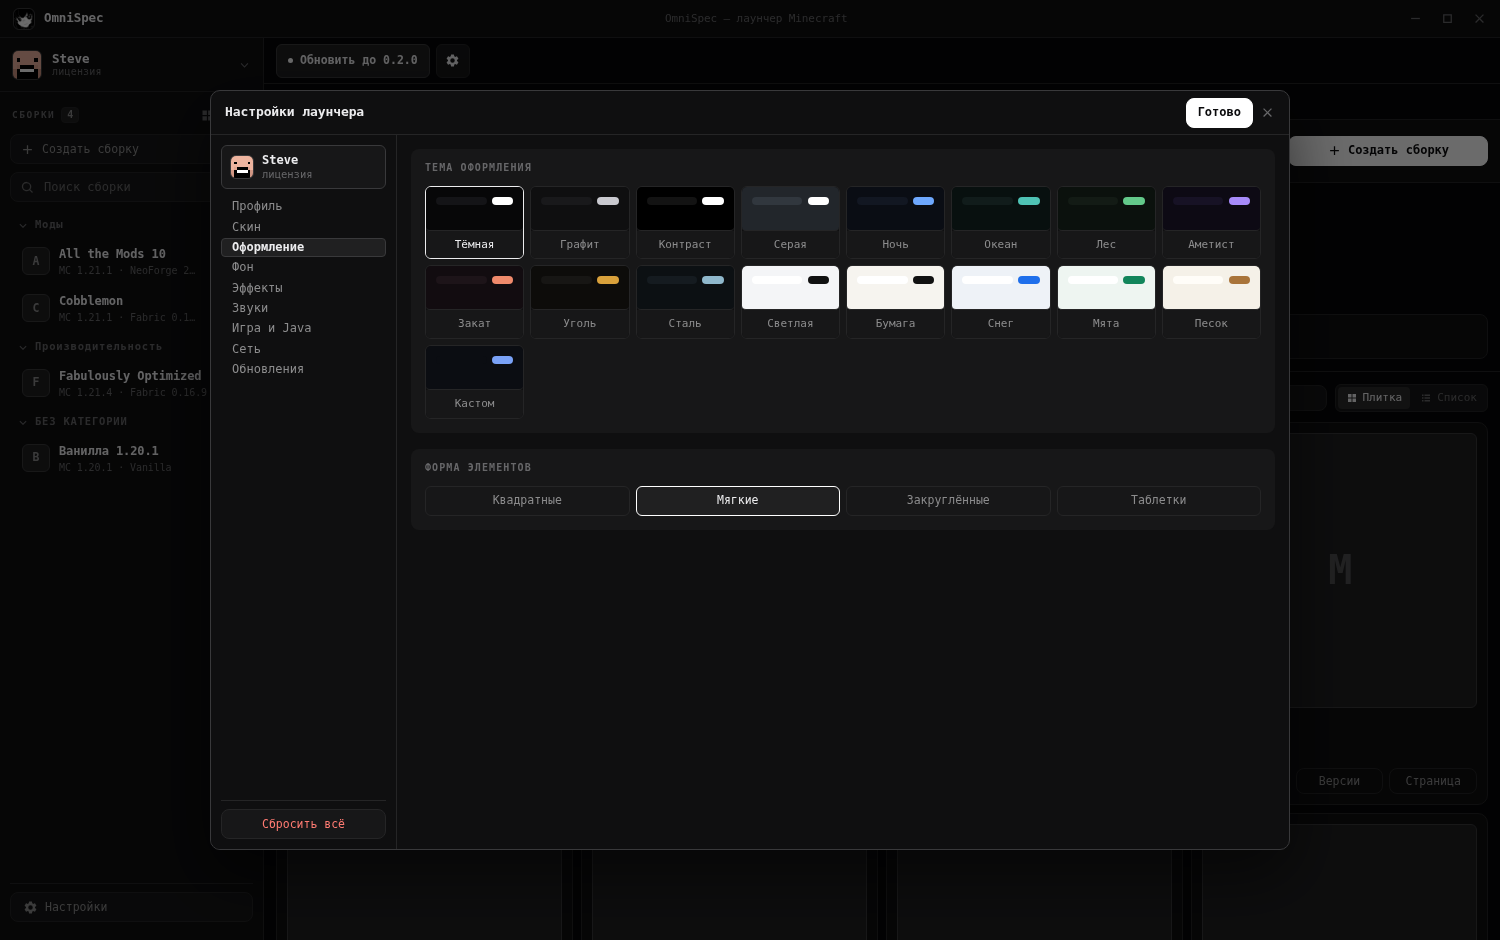 OmniSpec
OmniSpec — лаунчер Minecraft
Steve
лицензия
Обновить до 0.2.0
СБОРКИ 4
Создать сборку
Поиск сборки
Моды
A
All the Mods 10
MC 1.21.1 · NeoForge 2…
C
Cobblemon
MC 1.21.1 · Fabric 0.1…
Производительность
F
Fabulously Optimized
MC 1.21.4 · Fabric 0.16.9
БЕЗ КАТЕГОРИИ
В
Ванилла 1.20.1
MC 1.20.1 · Vanilla
Настройки
Настройки лаунчера
Готово
Steve
лицензия
Профиль
Скин
Оформление
Фон
Эффекты
Звуки
Игра и Java
Сеть
Обновления
Сбросить всё
ТЕМА ОФОРМЛЕНИЯ
Тёмная
Графит
Контраст
Серая
Ночь
Океан
Лес
Аметист
Закат
Уголь
Сталь
Светлая
Бумага
Снег
Мята
Песок
Кастом
ФОРМА ЭЛЕМЕНТОВ
Квадратные
Мягкие
Закруглённые
Таблетки
Создать сборку
Плитка
Список
M
Версии
Страница